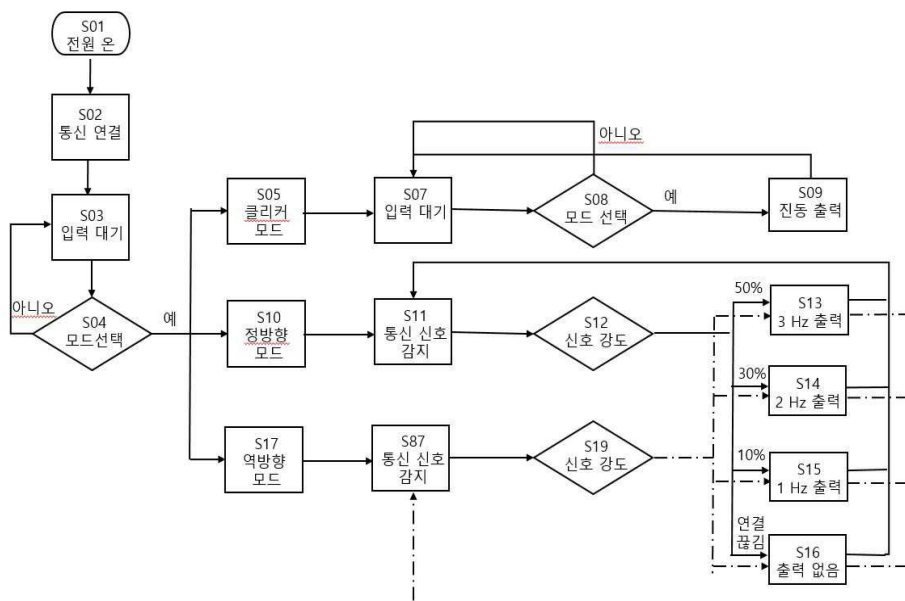 S01
전원 온
S02
통신 연결
S03
입력 대기
아니오
S04
모드선택
예
S05
클리커
모드
S07
입력 대기
아니오
S08
모드 선택
예
S09
진동 출력
S10
정방향
모드
S11
통신 신호
감지
S12
신호 강도
50%
S13
3 Hz 출력
30%
S14
2 Hz 출력
10%
S15
1 Hz 출력
연결
끊김
S16
출력 없음
S17
역방향
모드
S87
통신 신호
감지
S19
신호 강도